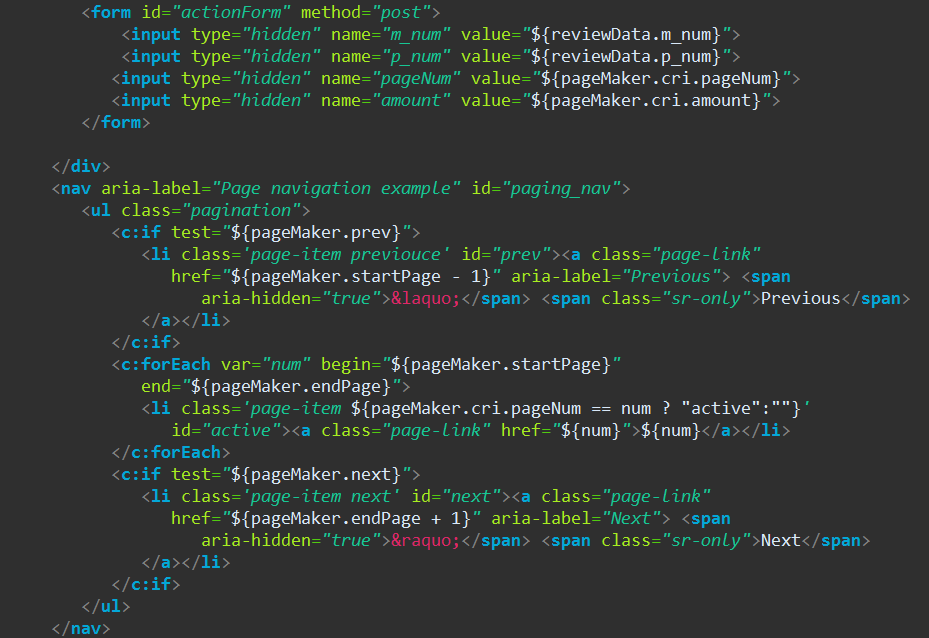 <form id="actionForm" method="post">
<input type="hidden" name="m_num" value="${reviewData.m_num}">
<input type="hidden" name="p_num" value="${reviewData.p_num}">
<input type="hidden" name="pageNum" value="${pageMaker.cri.pageNum}">
<input type="hidden" name="amount" value="${pageMaker.cri.amount}">
</form>
</div>
<nav aria-label="Page navigation example" id="paging_nav">
<ul class="pagination">
<c:if test="${pageMaker.prev}">
<li class='page-item previouce' id="prev"><a class="page-link"
href="${pageMaker.startPage - 1}" aria-label="Previous"> <span
aria-hidden="true">&laquo;</span> <span class="sr-only">Previous</span>
</a></li>
</c:if>
<c:forEach var="num" begin="${pageMaker.startPage}"
end="${pageMaker.endPage}">
<li class='page-item ${pageMaker.cri.pageNum == num ? "active":""}'
id="active"><a class="page-link" href="${num}">${num}</a></li>
</c:forEach>
<c:if test="${pageMaker.next}">
<li class='page-item next' id="next"><a class="page-link"
href="${pageMaker.endPage + 1}" aria-label="Next"> <span
aria-hidden="true">&raquo;</span> <span class="sr-only">Next</span>
</a></li>
</c:if>
</ul>
</nav>